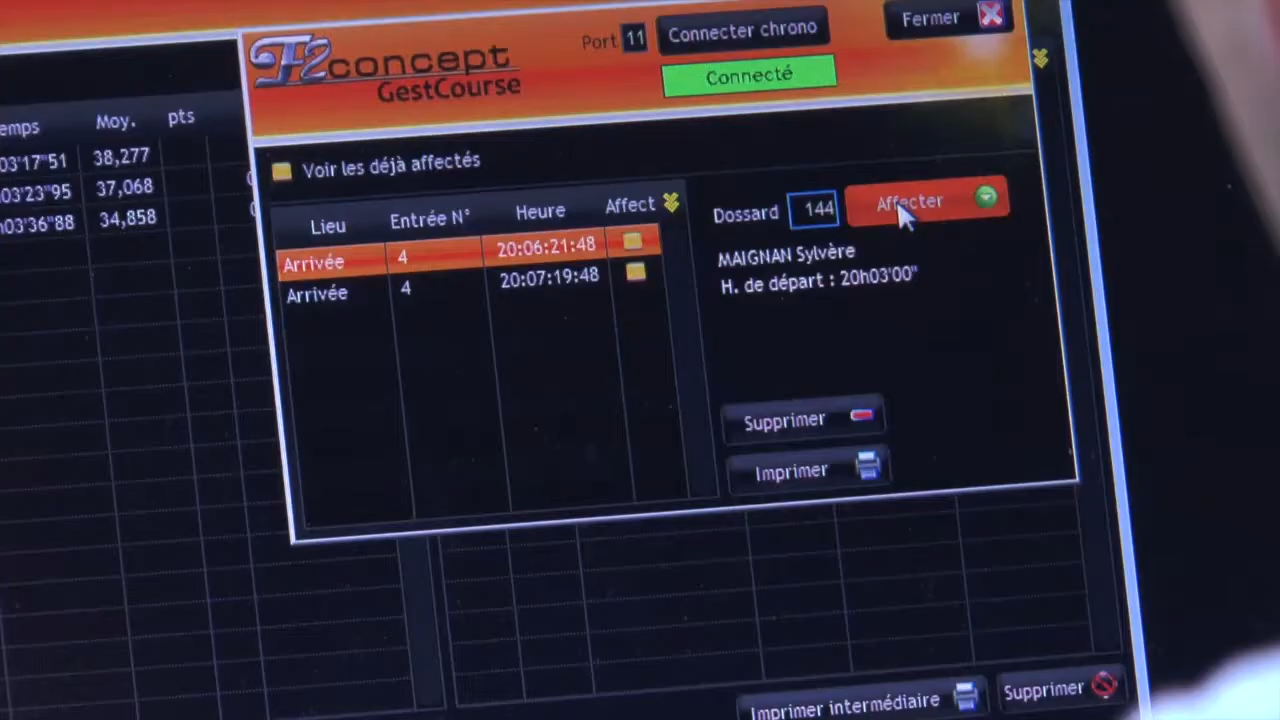 F2concept
GestCourse
Port 11 Connecter chrono
Fermer
Connecté
Moy. pts
03'17"51 38,277
03'23"95 37,068
03'36"88 34,858
Voir les déjà affectés
Lieu Entrée N° Heure Affect
Arrivée 4 20:06:21:48
Arrivée 4 20:07:19:48
Dossard 144 Affecter
MAIGNAN Sylvère
H. de départ : 20h03'00"
Supprimer
Imprimer
Imprimer intermédiaire
Supprimer